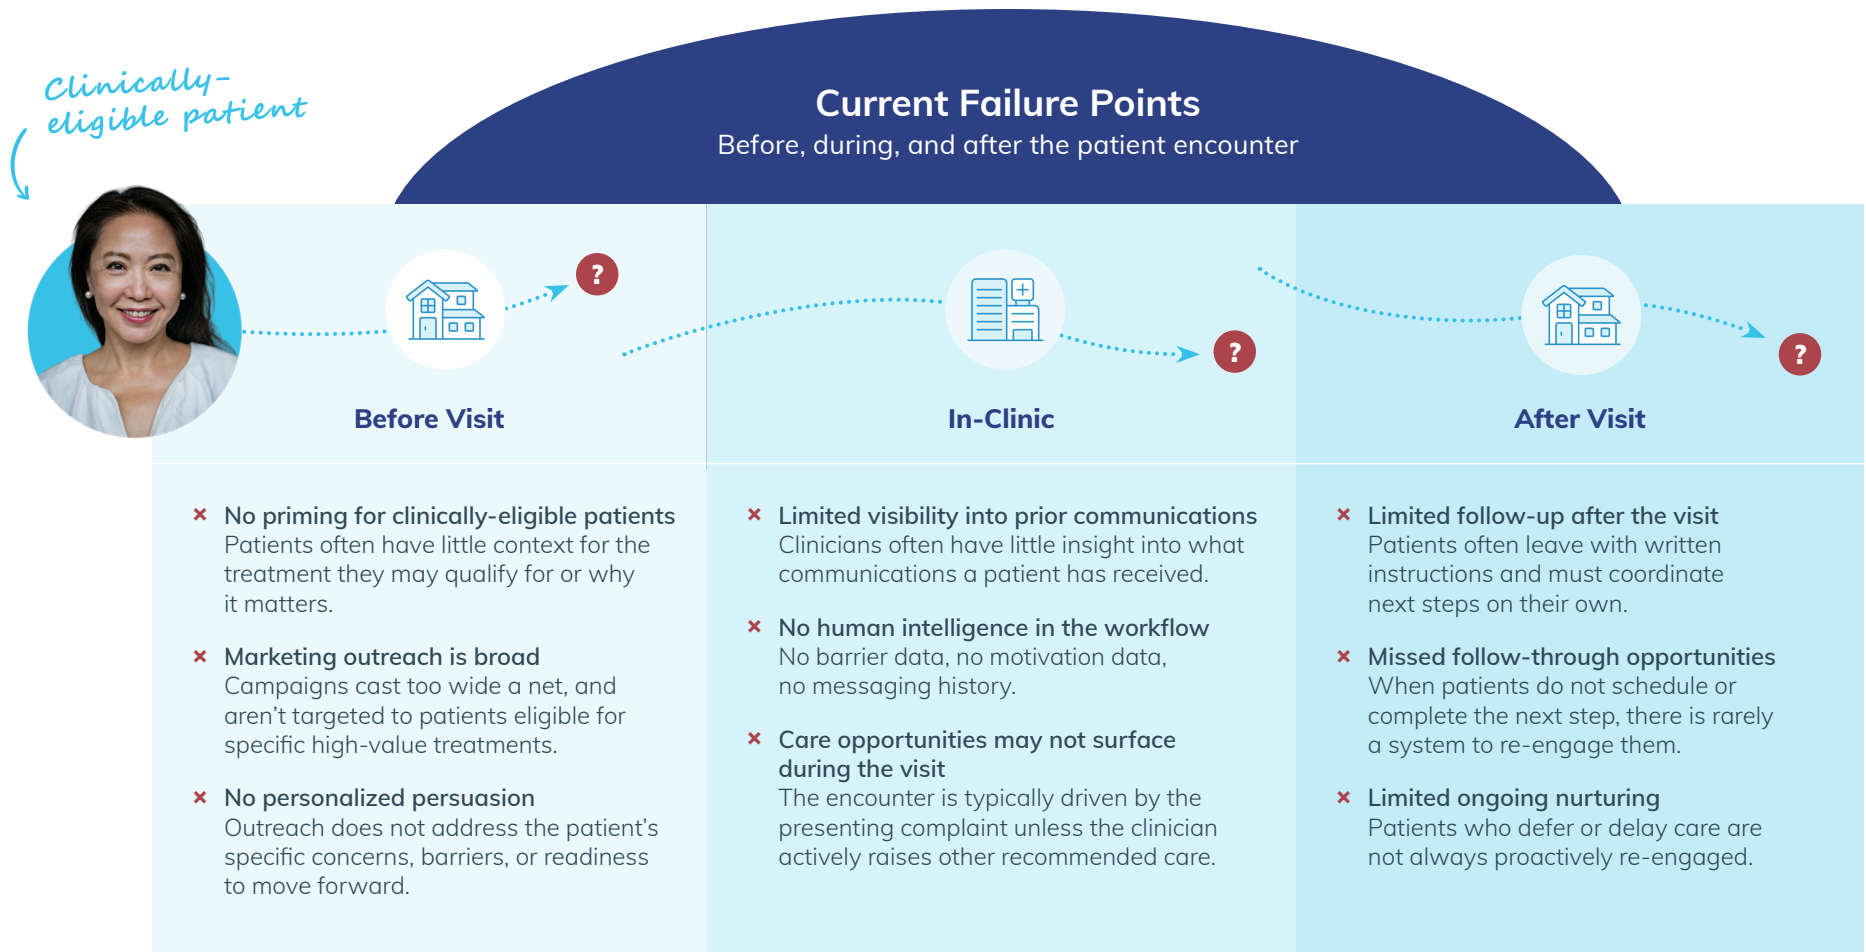 Clinically-
eligible patient
Current Failure Points
Before, during, and after the patient encounter
?
?
?
Before Visit
In-Clinic
After Visit
No priming for clinically-eligible patients
Patients often have little context for the
treatment they may qualify for or why
it matters.
Marketing outreach is broad
Campaigns cast too wide a net, and
aren’t targeted to patients eligible for
specific high-value treatments.
No personalized persuasion
Outreach does not address the patient’s
specific concerns, barriers, or readiness
to move forward.
Limited visibility into prior communications
Clinicians often have little insight into what
communications a patient has received.
No human intelligence in the workflow
No barrier data, no motivation data,
no messaging history.
Care opportunities may not surface
during the visit
The encounter is typically driven by the
presenting complaint unless the clinician
actively raises other recommended care.
Limited follow-up after the visit
Patients often leave with written
instructions and must coordinate
next steps on their own.
Missed follow-through opportunities
When patients do not schedule or
complete the next step, there is rarely
a system to re-engage them.
Limited ongoing nurturing
Patients who defer or delay care are
not always proactively re-engaged.